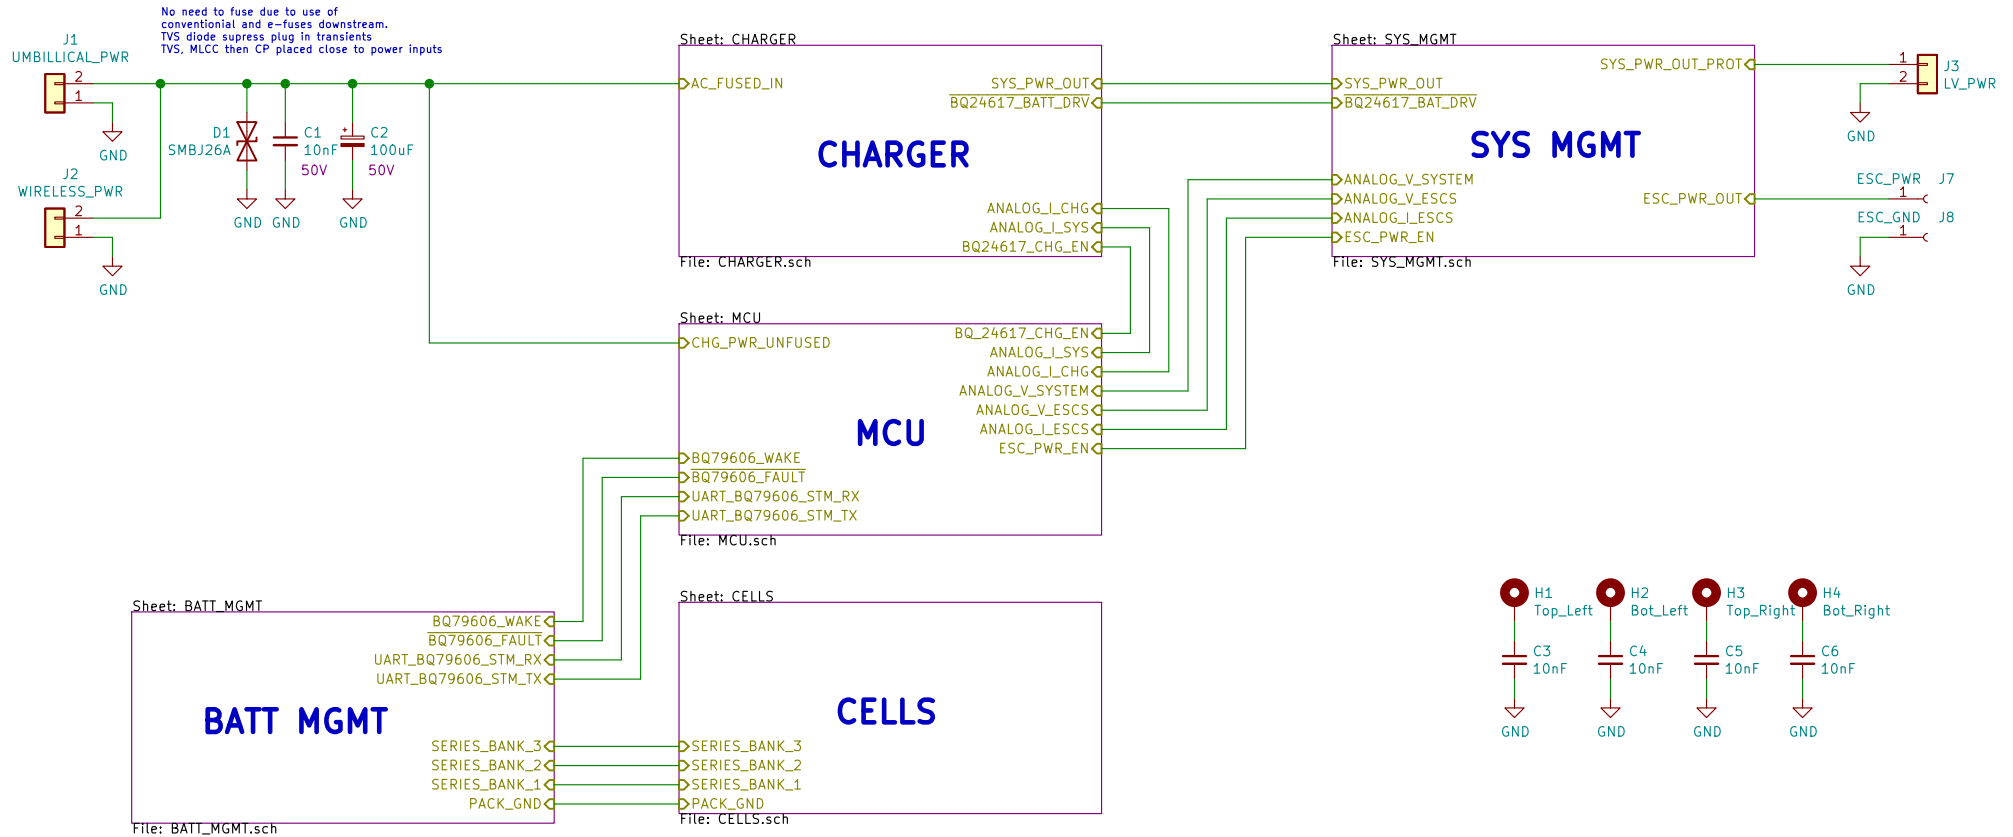 No need to fuse due to use of
conventionial and e-fuses downstream.
TVS diode supress plug in transients
TVS, MLCC then CP placed close to power inputs
J1
UMBILLICAL_PWR
2
1
GND
J2
WIRELESS_PWR
2
1
GND
D1
SMBJ26A
GND
C1
10nF
50V
GND
C2
100uF
50V
GND
Sheet: CHARGER
AC_FUSED_IN
SYS_PWR_OUT
BQ24617_BATT_DRV
CHARGER
ANALOG_I_CHG
ANALOG_I_SYS
BQ24617_CHG_EN
File: CHARGER.sch
Sheet: SYS_MGMT
SYS_PWR_OUT_PROT
SYS_PWR_OUT
BQ24617_BAT_DRV
SYS MGMT
ANALOG_V_SYSTEM
ANALOG_V_ESCS
ANALOG_I_ESCS
ESC_PWR_EN
ESC_PWR_OUT
File: SYS_MGMT.sch
1
2
J3
LV_PWR
GND
ESC_PWR
J7
1
ESC_GND
J8
1
GND
Sheet: MCU
CHG_PWR_UNFUSED
BQ_24617_CHG_EN
ANALOG_I_SYS
ANALOG_I_CHG
ANALOG_V_SYSTEM
ANALOG_V_ESCS
ANALOG_I_ESCS
ESC_PWR_EN
MCU
BQ79606_WAKE
BQ79606_FAULT
UART_BQ79606_STM_RX
UART_BQ79606_STM_TX
File: MCU.sch
Sheet: BATT_MGMT
BQ79606_WAKE
BQ79606_FAULT
UART_BQ79606_STM_RX
UART_BQ79606_STM_TX
BATT MGMT
SERIES_BANK_3
SERIES_BANK_2
SERIES_BANK_1
PACK_GND
File: BATT_MGMT.sch
Sheet: CELLS
CELLS
SERIES_BANK_3
SERIES_BANK_2
SERIES_BANK_1
PACK_GND
File: CELLS.sch
H1
Top_Left
C3
10nF
GND
H2
Bot_Left
C4
10nF
GND
H3
Top_Right
C5
10nF
GND
H4
Bot_Right
C6
10nF
GND